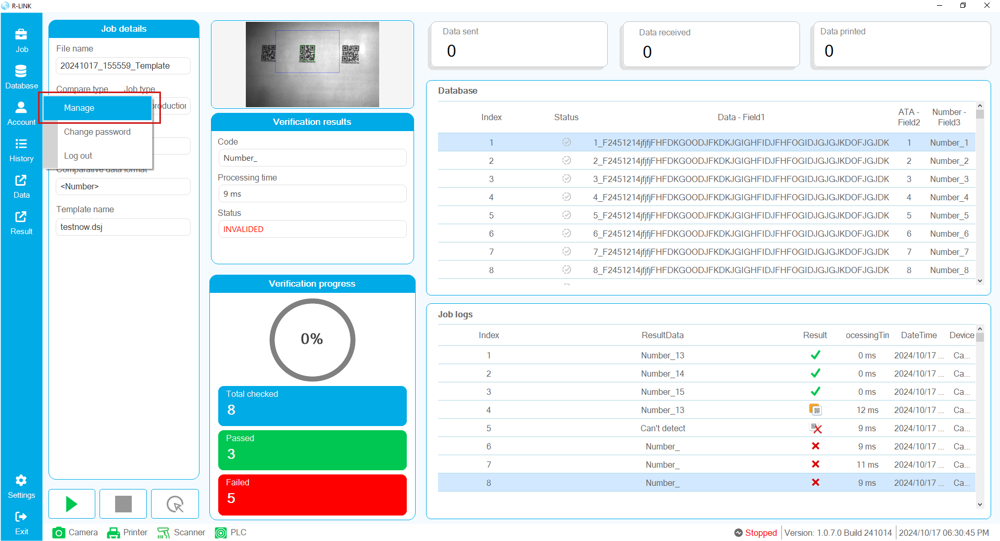 R-LINK
Job
Database
Account
History
Data
Result
Settings
Exit
Job details
File name
20241017_155559_Template
Compare type
Job type
production
Manage
Change password
Log out
Comparative data format
<Number>
Template name
testnow.dsj
Verification results
Code
Number_
Processing time
9 ms
Status
INVALIDED
Verification progress
0%
Total checked
8
Passed
3
Failed
5
Data sent
0
Data received
0
Data printed
0
Database
Index Status Data - Field1 ATA - Field2 Number - Field3
1 1_F2451214jfjfjFHFDKGOODJFKDKJGIGHFIDJFHFOGIDJGJGJKDOFJGJDK 1 Number_1
2 2_F2451214jfjfjFHFDKGOODJFKDKJGIGHFIDJFHFOGIDJGJGJKDOFJGJDK 2 Number_2
3 3_F2451214jfjfjFHFDKGOODJFKDKJGIGHFIDJFHFOGIDJGJGJKDOFJGJDK 3 Number_3
4 4_F2451214jfjfjFHFDKGOODJFKDKJGIGHFIDJFHFOGIDJGJGJKDOFJGJDK 4 Number_4
5 5_F2451214jfjfjFHFDKGOODJFKDKJGIGHFIDJFHFOGIDJGJGJKDOFJGJDK 5 Number_5
6 6_F2451214jfjfjFHFDKGOODJFKDKJGIGHFIDJFHFOGIDJGJGJKDOFJGJDK 6 Number_6
7 7_F2451214jfjfjFHFDKGOODJFKDKJGIGHFIDJFHFOGIDJGJGJKDOFJGJDK 7 Number_7
8 8_F2451214jfjfjFHFDKGOODJFKDKJGIGHFIDJFHFOGIDJGJGJKDOFJGJDK 8 Number_8
Job logs
Index ResultData Result ocessingTin DateTime Device
1 Number_13 0 ms 2024/10/17 ... Ca...
2 Number_14 0 ms 2024/10/17 ... Ca...
3 Number_15 0 ms 2024/10/17 ... Ca...
4 Number_13 12 ms 2024/10/17 ... Ca...
5 Can't detect 9 ms 2024/10/17 ... Ca...
6 Number_ 9 ms 2024/10/17 ... Ca...
7 Number_ 11 ms 2024/10/17 ... Ca...
8 Number_ 9 ms 2024/10/17 ... Ca...
Camera Printer Scanner PLC
Stopped Version: 1.0.7.0 Build 241014 2024/10/17 06:30:45 PM